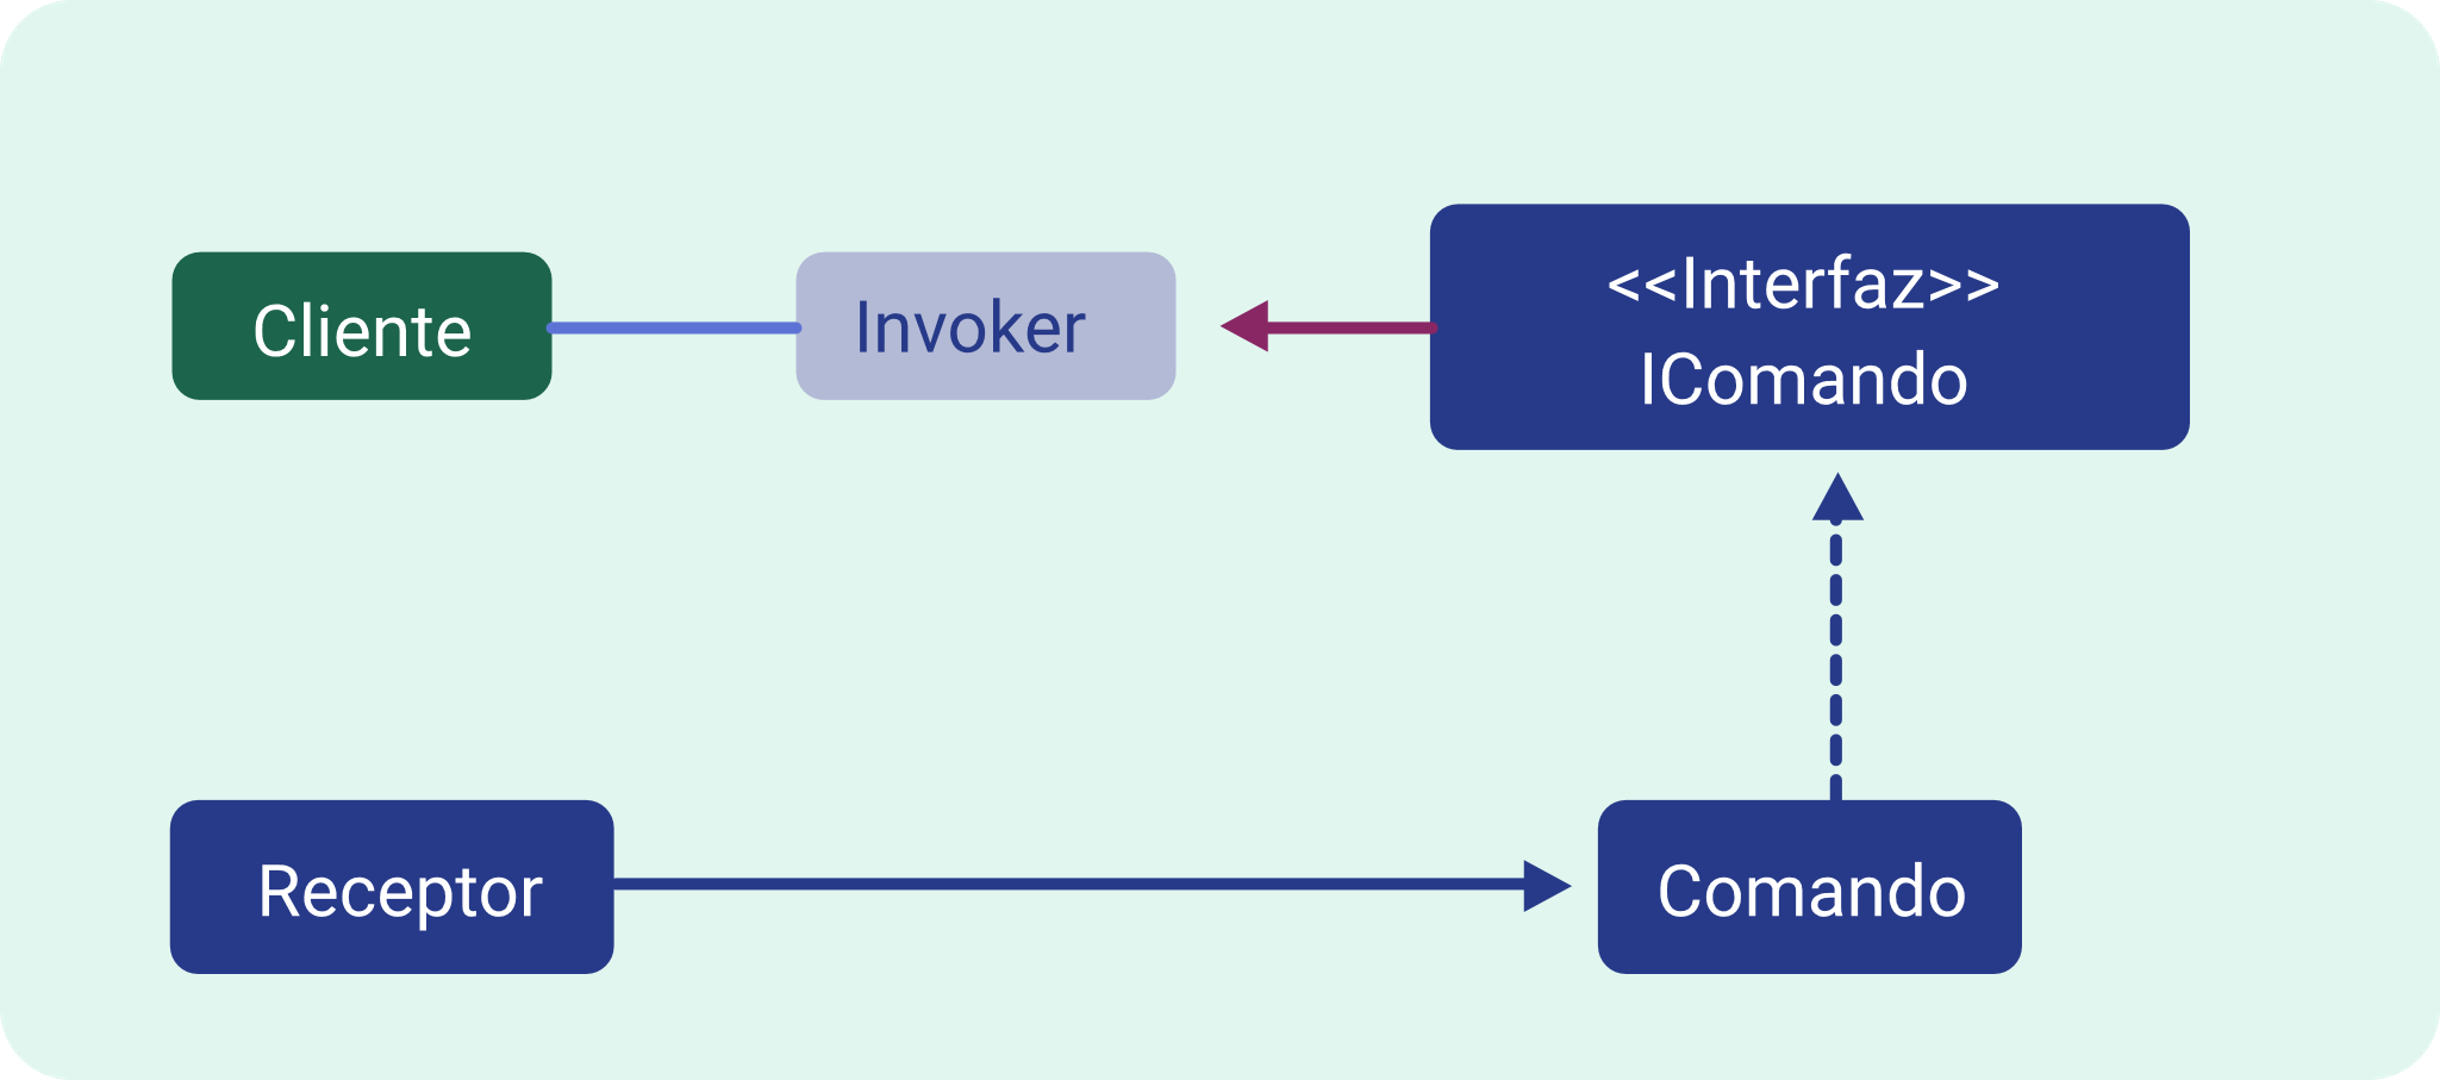 Cliente
Invoker
<<Interfaz>>
IComando
Receptor
Comando